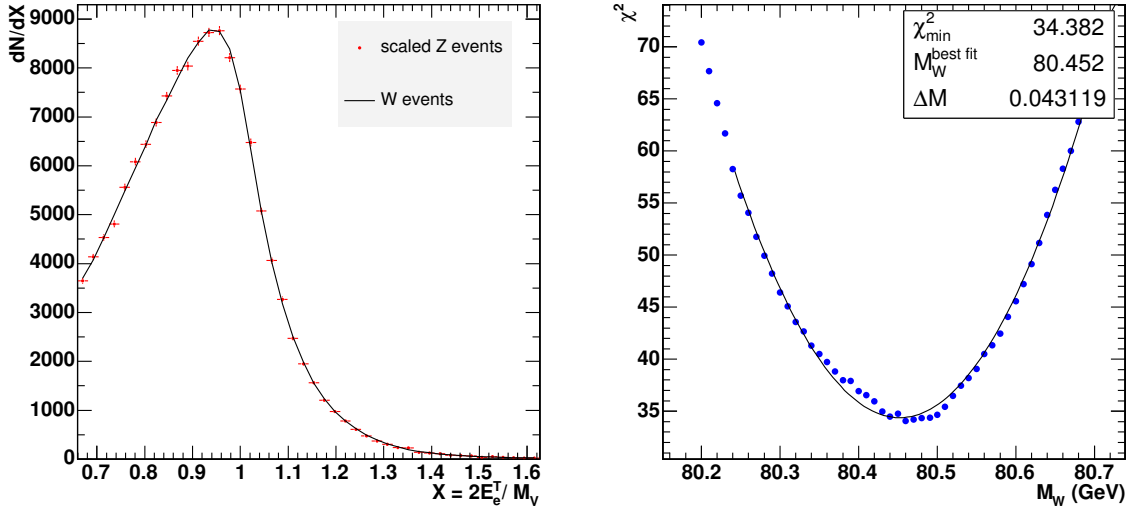 dN/dX
9000
8000
7000
6000
5000
4000
3000
2000
1000
0
0.7 0.8 0.9 1 1.1 1.2 1.3 1.4 1.5 1.6
X = 2E_e^T / M_V
scaled Z events
W events
χ²
70
65
60
55
50
45
40
35
80.2 80.3 80.4 80.5 80.6 80.7
M_W (GeV)
χ²_min 34.382
M_W^best fit 80.452
ΔM 0.043119